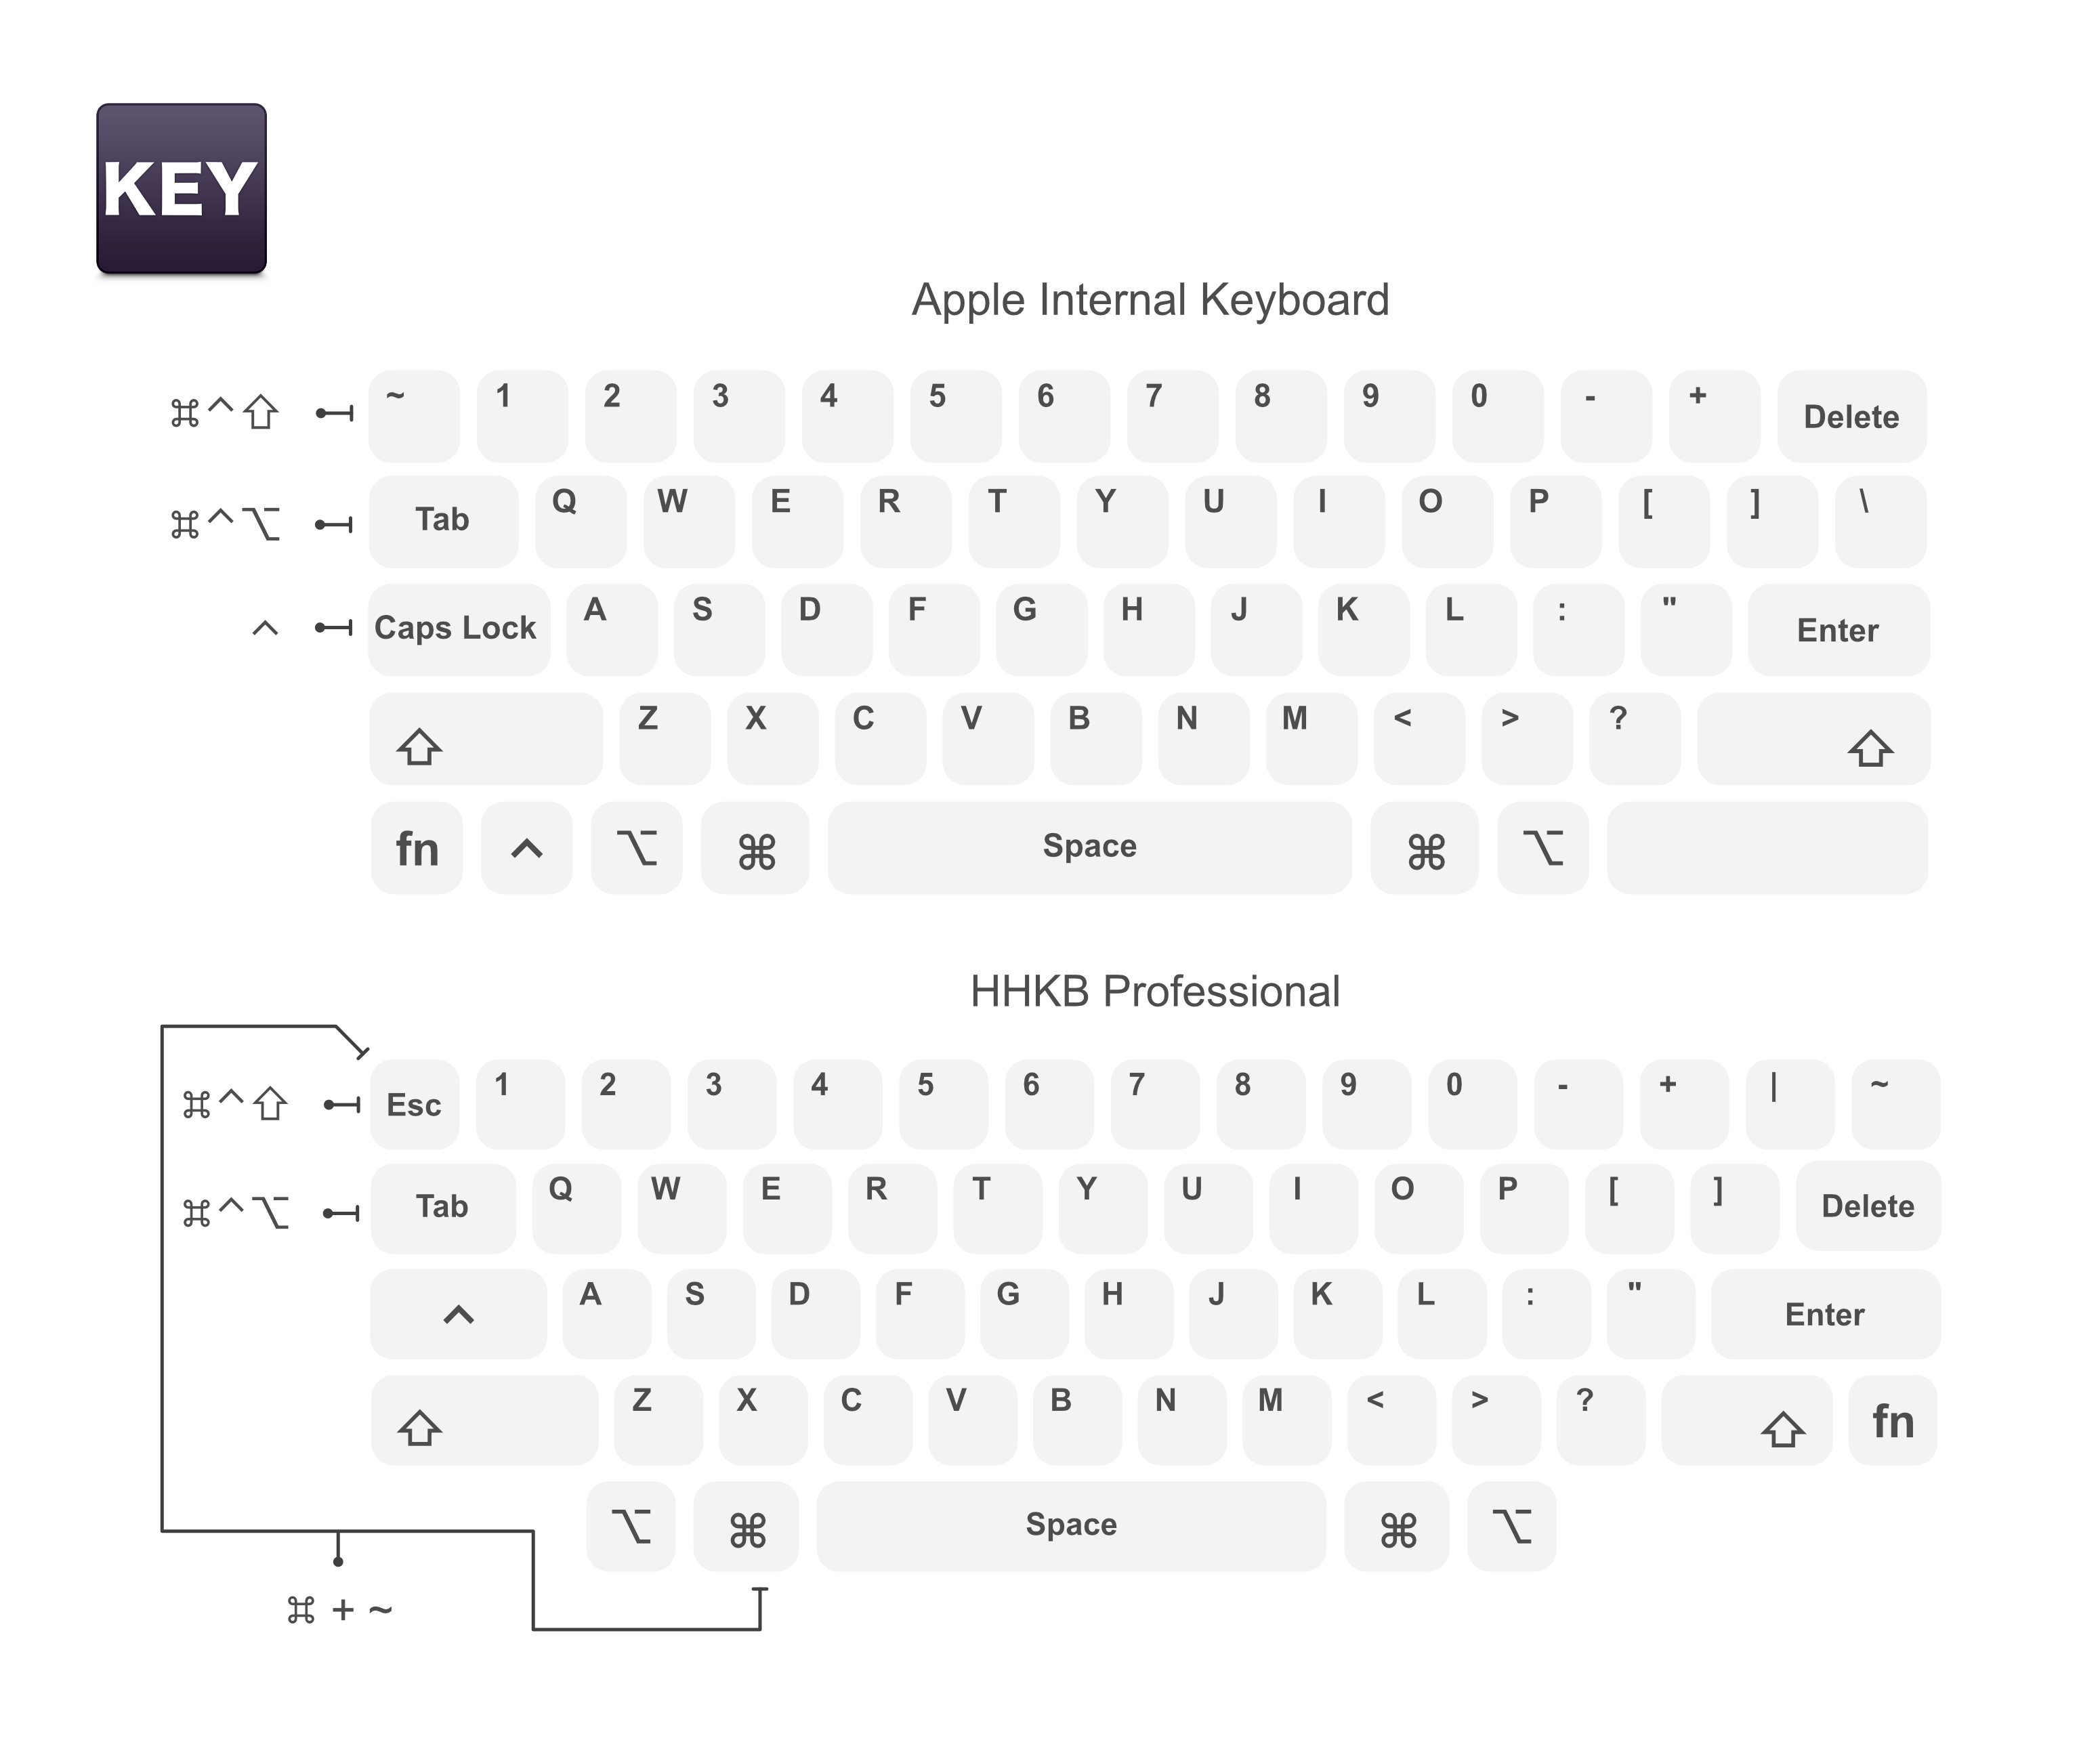 KEY
Apple Internal Keyboard
⌘⌃⇧ ~ 1 2 3 4 5 6 7 8 9 0 - + Delete
⌘⌃⌥ Tab Q W E R T Y U I O P [ ] \
⌃ Caps Lock A S D F G H J K L : " Enter
⇧ Z X C V B N M < > ? ⇧
fn ⌃ ⌥ ⌘ Space ⌘ ⌥
HHKB Professional
⌘⌃⇧ Esc 1 2 3 4 5 6 7 8 9 0 - + | ~
⌘⌃⌥ Tab Q W E R T Y U I O P [ ] Delete
⌃ A S D F G H J K L : " Enter
⇧ Z X C V B N M < > ? ⇧ fn
⌥ ⌘ Space ⌘ ⌥
⌘ + ~